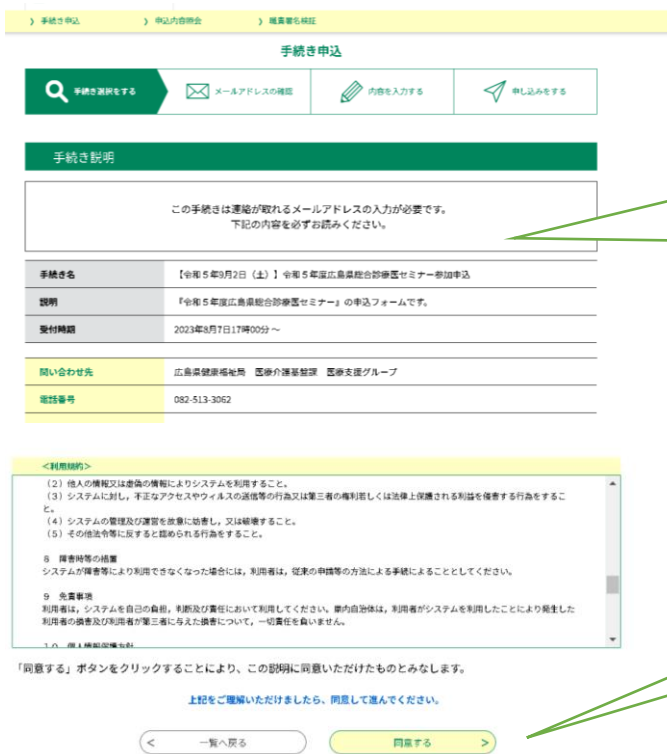 手続き申込 申込内容照会 職責署名検証
手続き申込
手続き選択をする メールアドレスの確認 内容を入力する 申し込みをする
手続き説明
この手続きは連絡が取れるメールアドレスの入力が必要です。
下記の内容を必ずお読みください。
手続き名 【令和5年9月2日（土）】令和5年度広島県総合診療医セミナー参加申込
説明 『令和5年度広島県総合診療医セミナー』の申込フォームです。
受付時期 2023年8月7日17時00分～
問い合わせ先 広島県健康福祉局 医療介護基盤課 医療支援グループ
電話番号 082-513-3062
＜利用規約＞
（2）他人の情報又は虚偽の情報によりシステムを利用すること。
（3）システムに対し，不正なアクセスやウィルスの送信等の行為又は第三者の権利若しくは法律上保護される利益を侵害する行為をするこ
と。
（4）システムの管理及び運営を故意に妨害し，又は破壊すること。
（5）その他法令等に反すると認められる行為をすること。
8 障害時等の措置
システムが障害等により利用できなくなった場合には，利用者は，従来の申請等の方法による手続によることとしてください。
9 免責事項
利用者は，システムを自己の負担，判断及び責任において利用してください。県内自治体は，利用者がシステムを利用したことにより発生した
利用者の損害及び利用者が第三者に与えた損害について，一切責任を負いません。
10 個人情報保護方針
「同意する」ボタンをクリックすることにより、この説明に同意いただけたものとみなします。
上記をご理解いただけましたら、同意して進んでください。
一覧へ戻る 同意する